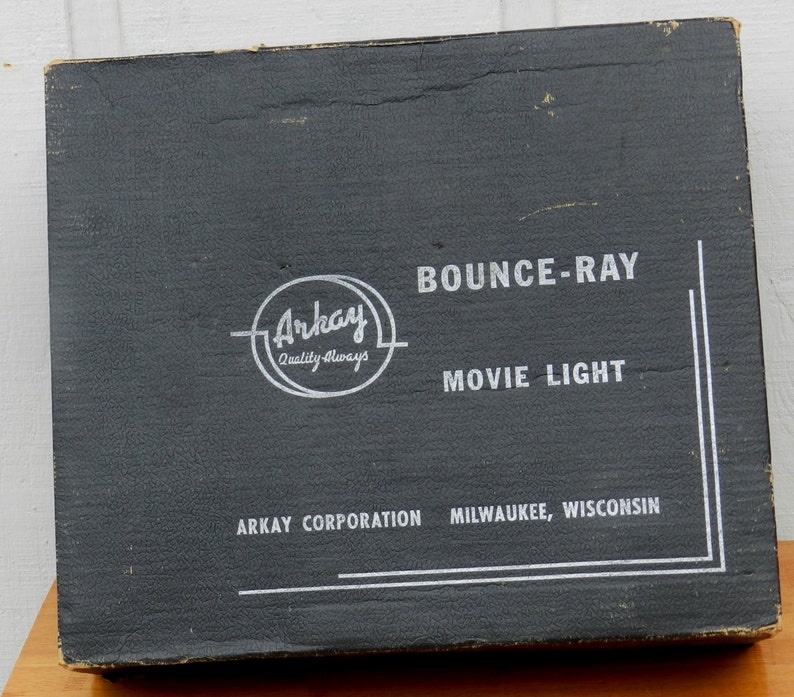 BOUNCE-RAY
Arkay
Quality Always
MOVIE LIGHT
ARKAY CORPORATION MILWAUKEE, WISCONSIN